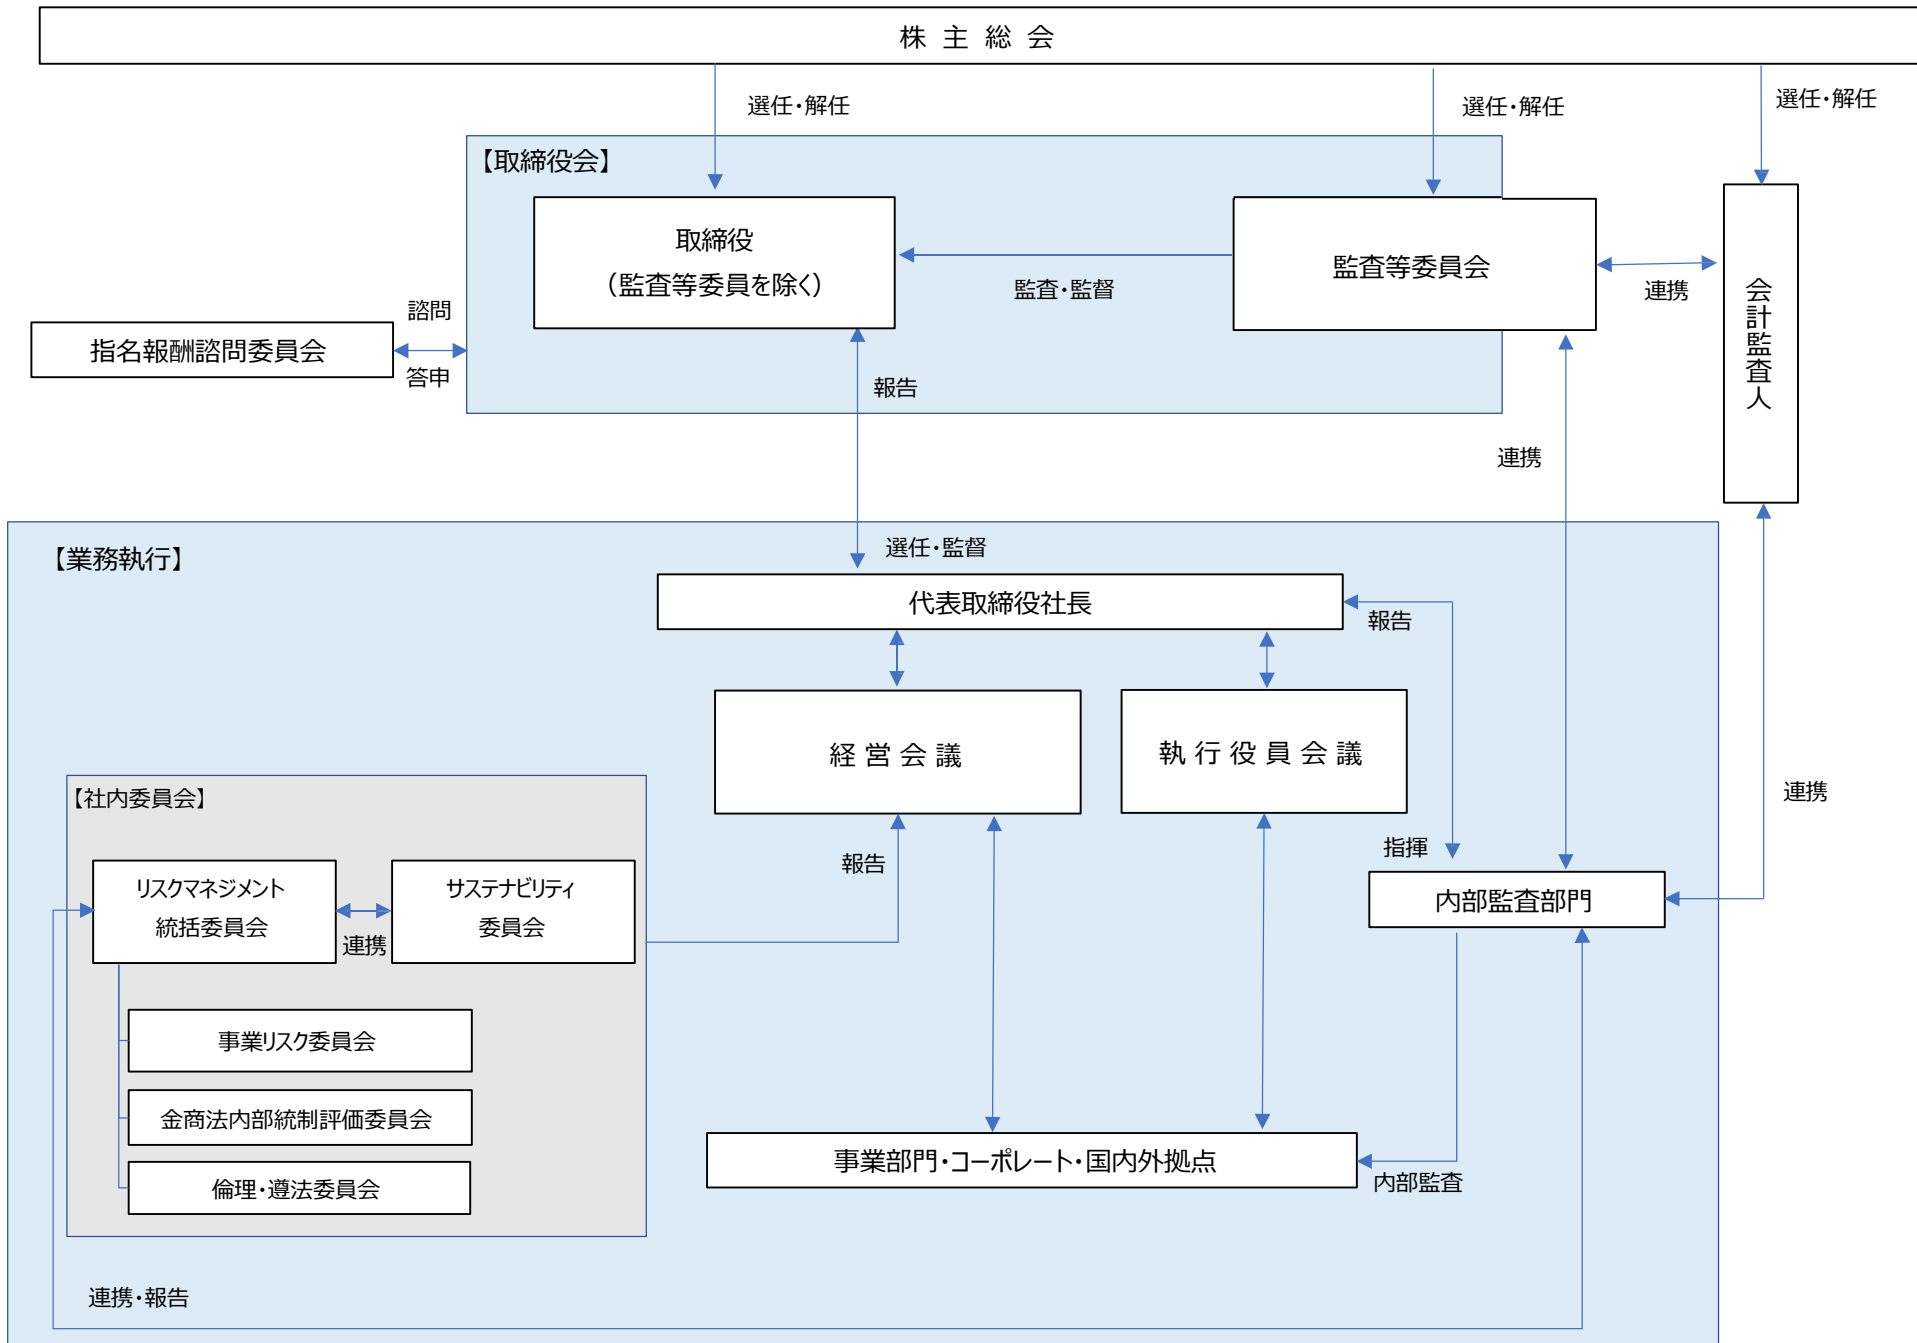 株主総会
選任・解任
選任・解任
選任・解任
【取締役会】
取締役
（監査等委員を除く）
監査・監督
監査等委員会
連携
会計監査人
諮問
指名報酬諮問委員会
答申
報告
連携
【業務執行】
選任・監督
代表取締役社長
報告
経営会議
執行役員会議
連携
【社内委員会】
報告
指揮
リスクマネジメント
統括委員会
連携
サステナビリティ
委員会
内部監査部門
事業リスク委員会
金商法内部統制評価委員会
倫理・遵法委員会
事業部門・コーポレート・国内外拠点
内部監査
連携・報告